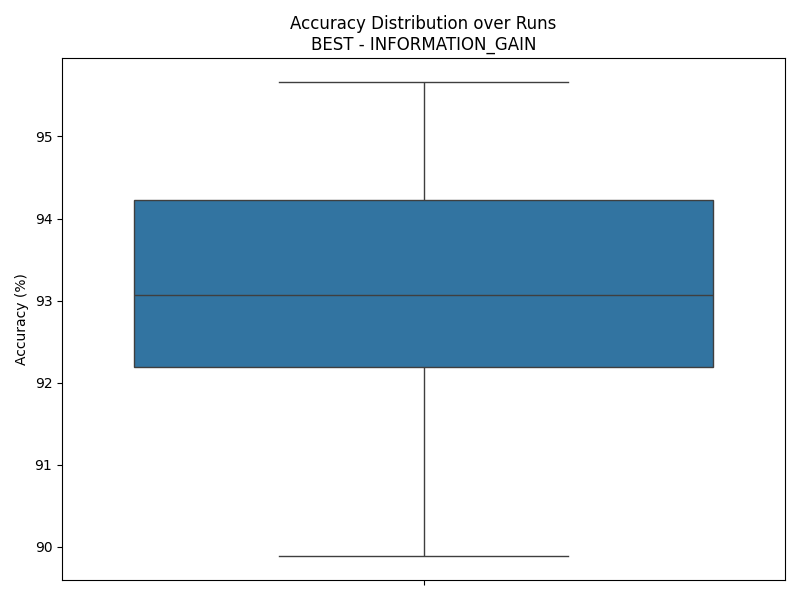 Accuracy Distribution over Runs
BEST - INFORMATION_GAIN
Accuracy (%)
95
94
93
92
91
90